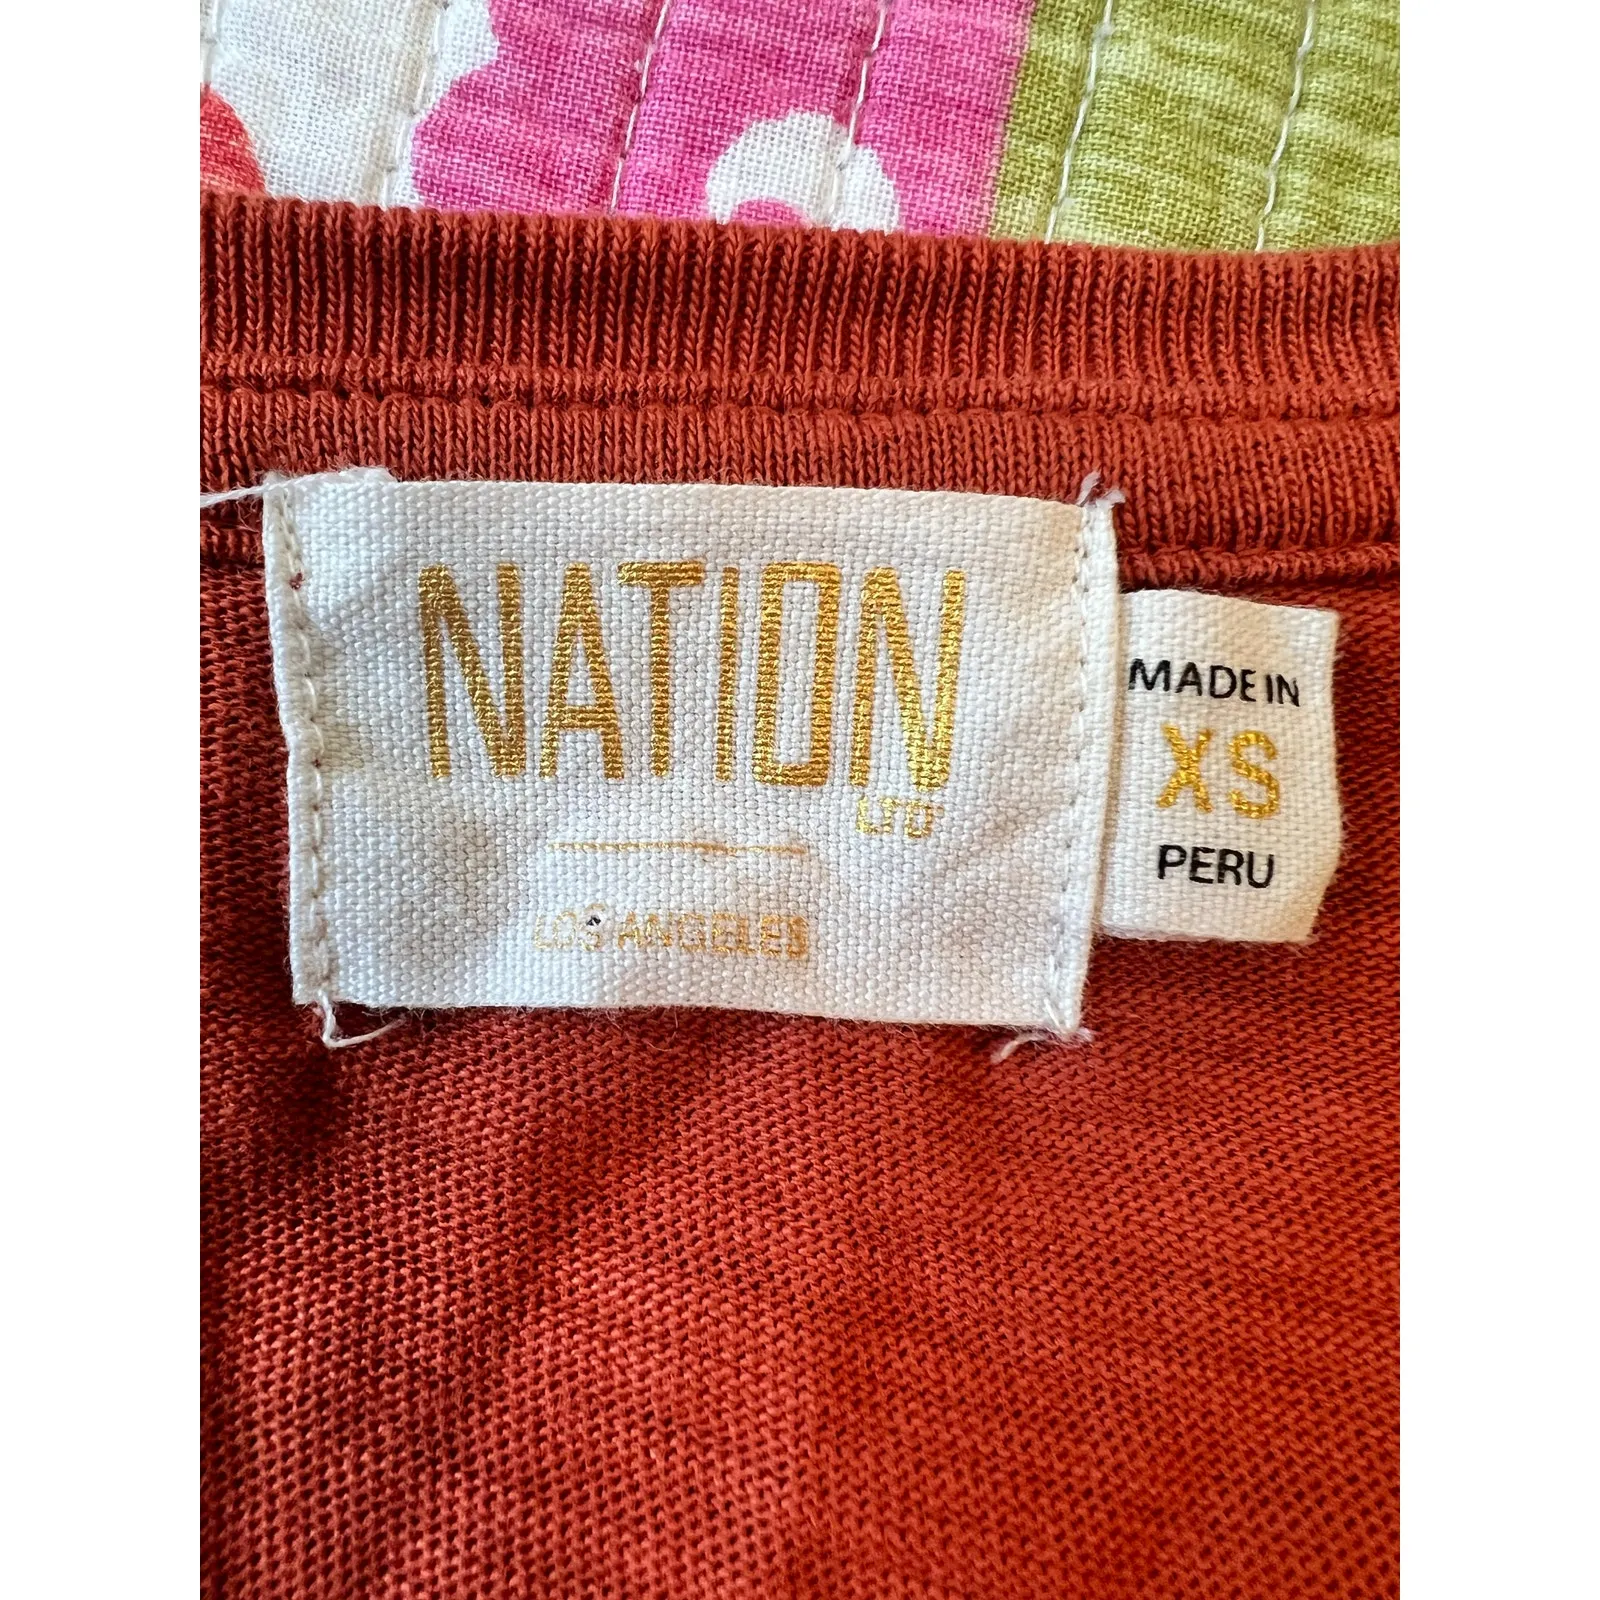 NATION
LTD
LOS ANGELES
MADE IN
XS
PERU